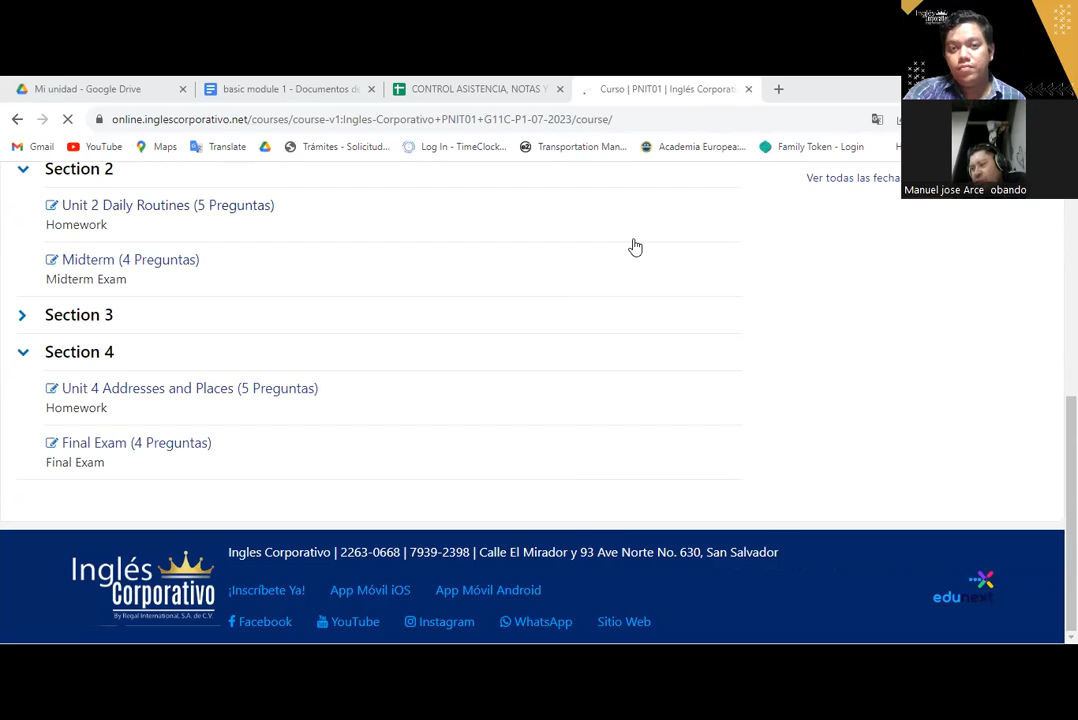 Inglés
Corporativo
Mi unidad - Google Drive
basic module 1 - Documentos de
CONTROL ASISTENCIA, NOTAS Y
Curso | PNIT01 | Inglés Corporati
online.inglescorporativo.net/courses/course-v1:Ingles-Corporativo+PNIT01+G11C-P1-07-2023/course/
Gmail
YouTube
Maps
Translate
Trámites - Solicitud...
Log In - TimeClock...
Transportation Man...
Academia Europea:...
Family Token - Login
Manuel jose Arce obando
Section 2
Ver todas las fecha
Unit 2 Daily Routines (5 Preguntas)
Homework
Midterm (4 Preguntas)
Midterm Exam
Section 3
Section 4
Unit 4 Addresses and Places (5 Preguntas)
Homework
Final Exam (4 Preguntas)
Final Exam
Inglés
Corporativo
By Regal International, S.A. de C.V.
Ingles Corporativo | 2263-0668 | 7939-2398 | Calle El Mirador y 93 Ave Norte No. 630, San Salvador
¡Inscríbete Ya!
App Móvil iOS
App Móvil Android
Facebook
YouTube
Instagram
WhatsApp
Sitio Web
edunext